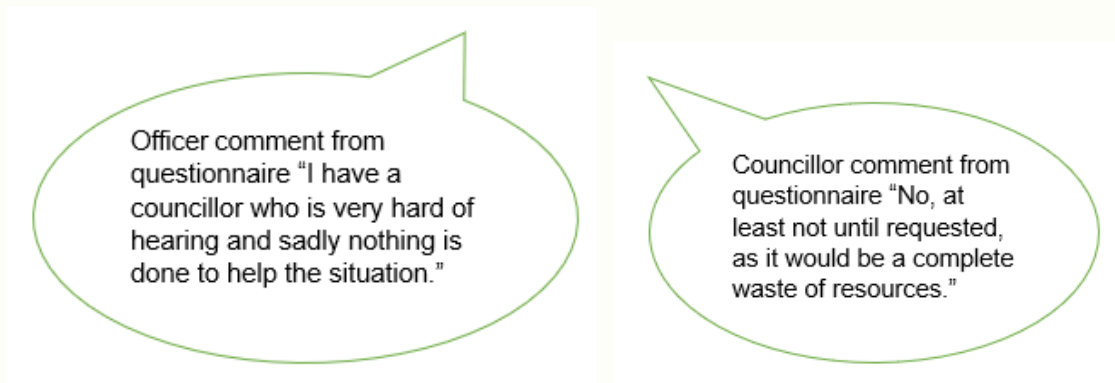 Officer comment from
questionnaire “I have a
councillor who is very hard of
hearing and sadly nothing is
done to help the situation.”
Councillor comment from
questionnaire “No, at
least not until requested,
as it would be a complete
waste of resources.”